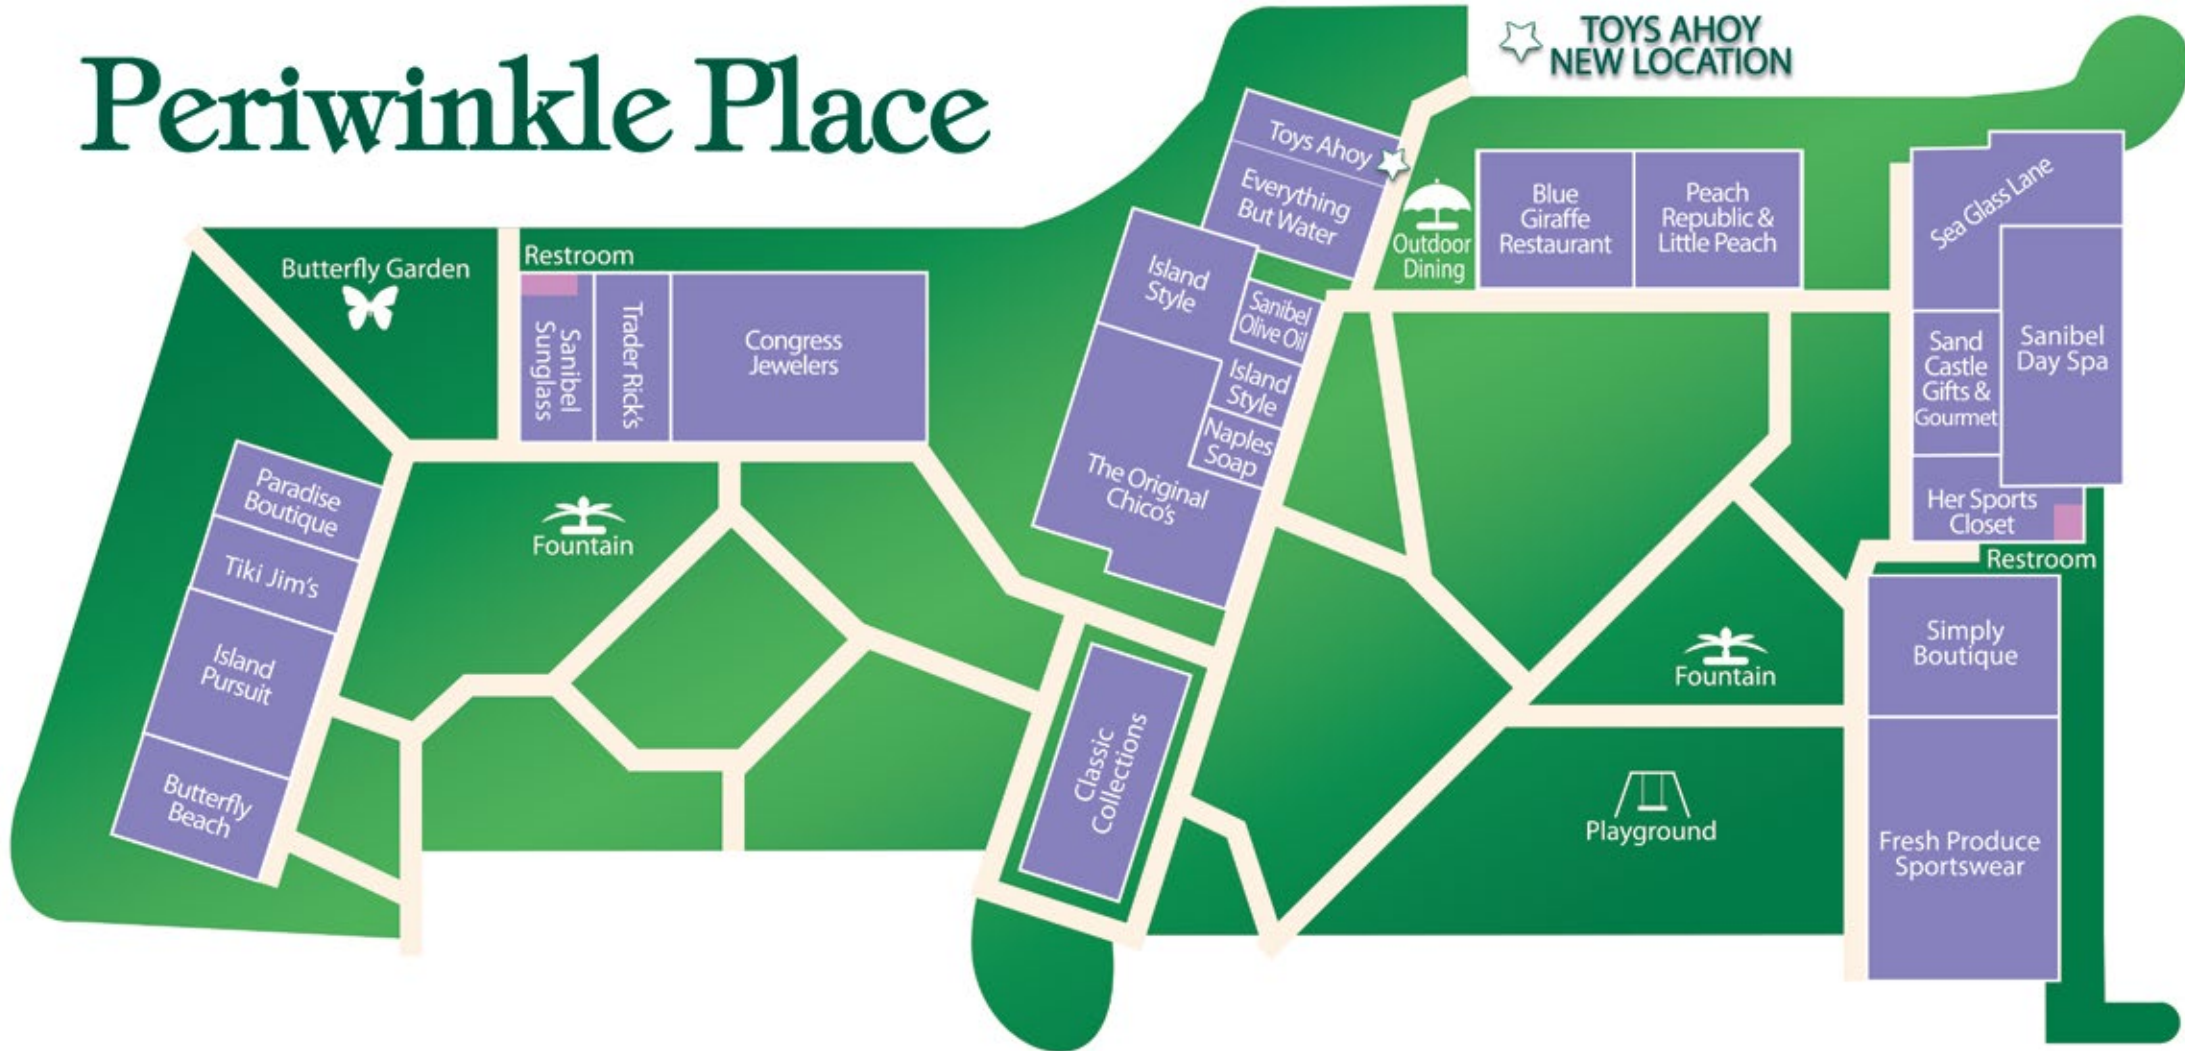 Periwinkle Place
TOYS AHOY
NEW LOCATION
Butterfly Garden
Restroom
Sanibel
Sunglass
Trader Rick's
Congress
Jewelers
Paradise
Boutique
Tiki Jim's
Island
Pursuit
Butterfly
Beach
Fountain
Toys Ahoy
Everything
But Water
Island
Style
Sanibel
Olive Oil
Island
Style
Naples
Soap
The Original
Chico's
Classic
Collections
Outdoor
Dining
Blue
Giraffe
Restaurant
Peach
Republic &
Little Peach
Sea Glass Lane
Sand
Castle
Gifts &
Gourmet
Sanibel
Day Spa
Her Sports
Closet
Restroom
Simply
Boutique
Fountain
Playground
Fresh Produce
Sportswear